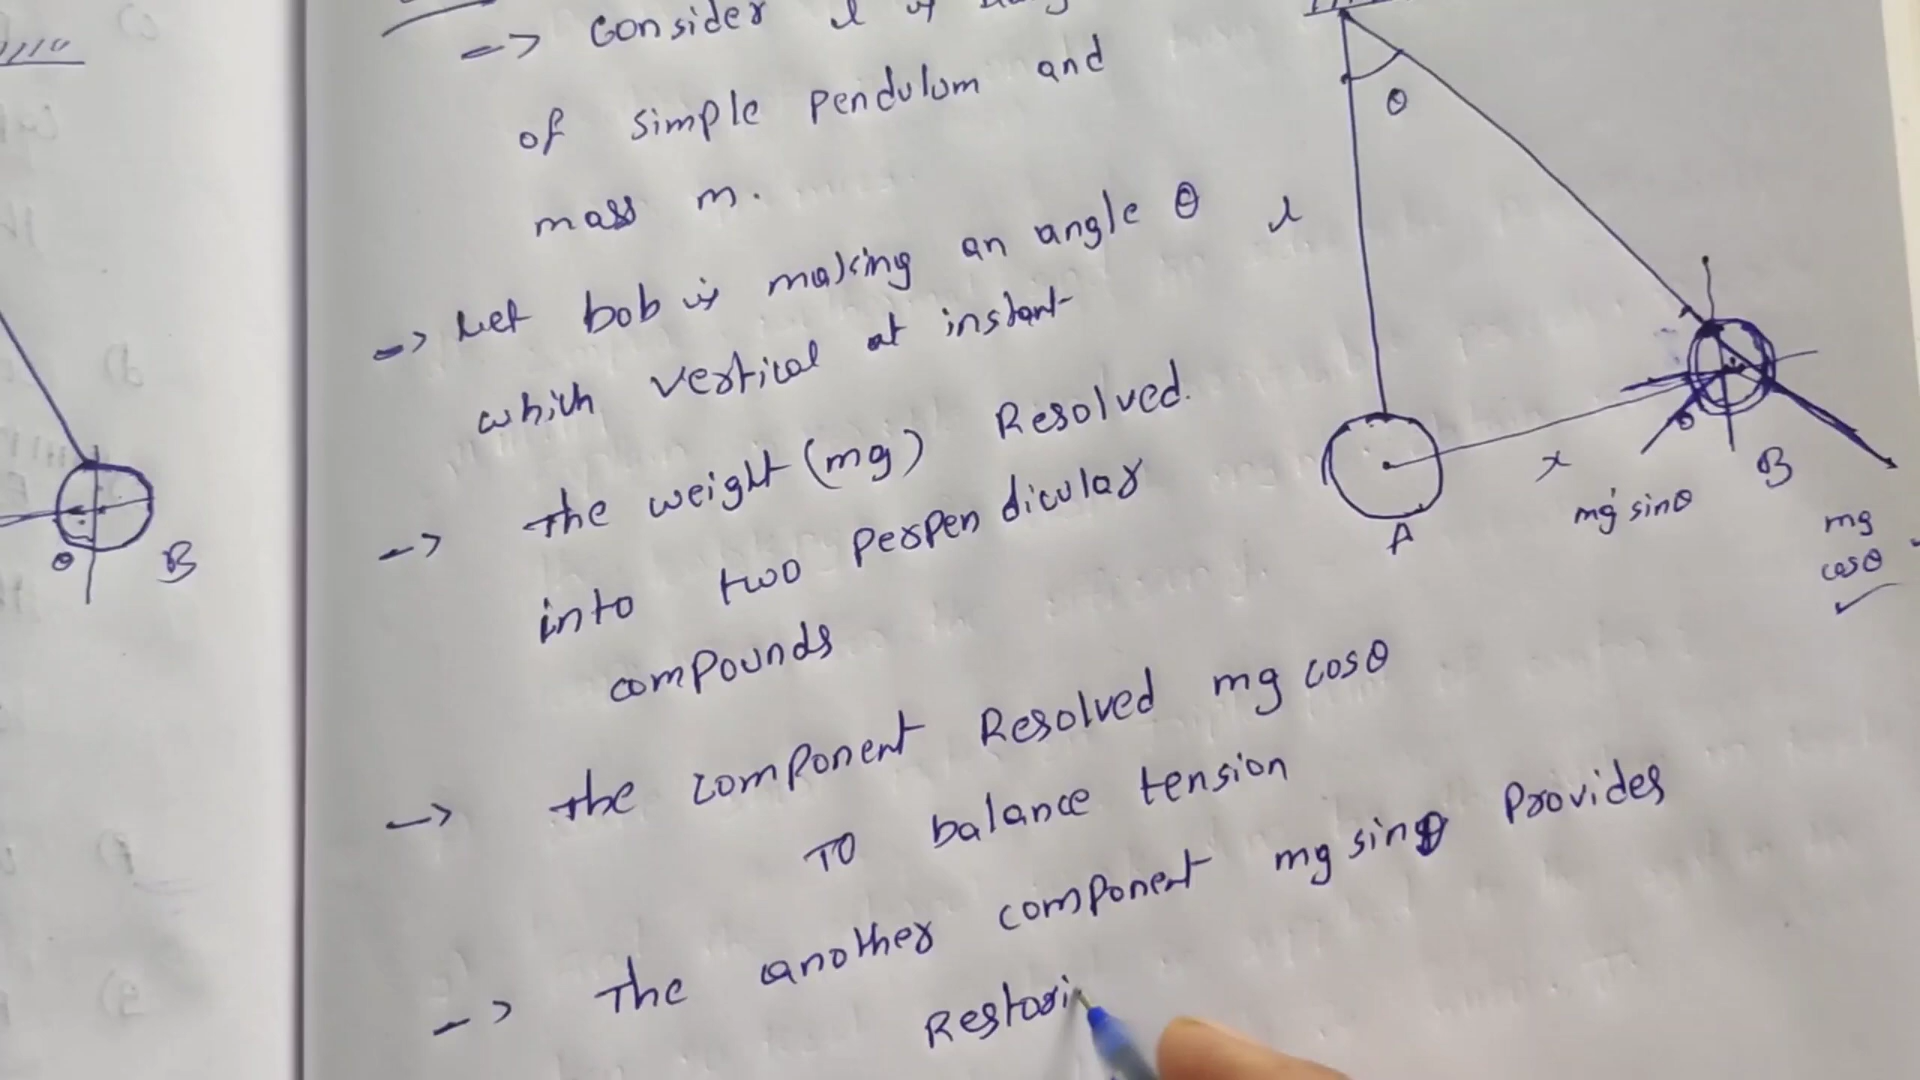 -> Consider l is
of simple pendulum and
mass m.
-> Let bob is making an angle θ
which vertical at instant
-> the weight (mg) Resolved.
into two perpendicular
compounds
-> the component Resolved mg cosθ
TO balance tension
-> The another component mg sinθ provides
Restori
θ
l
x
θ
A
B
mg sinθ
mg
cosθ
θ
B